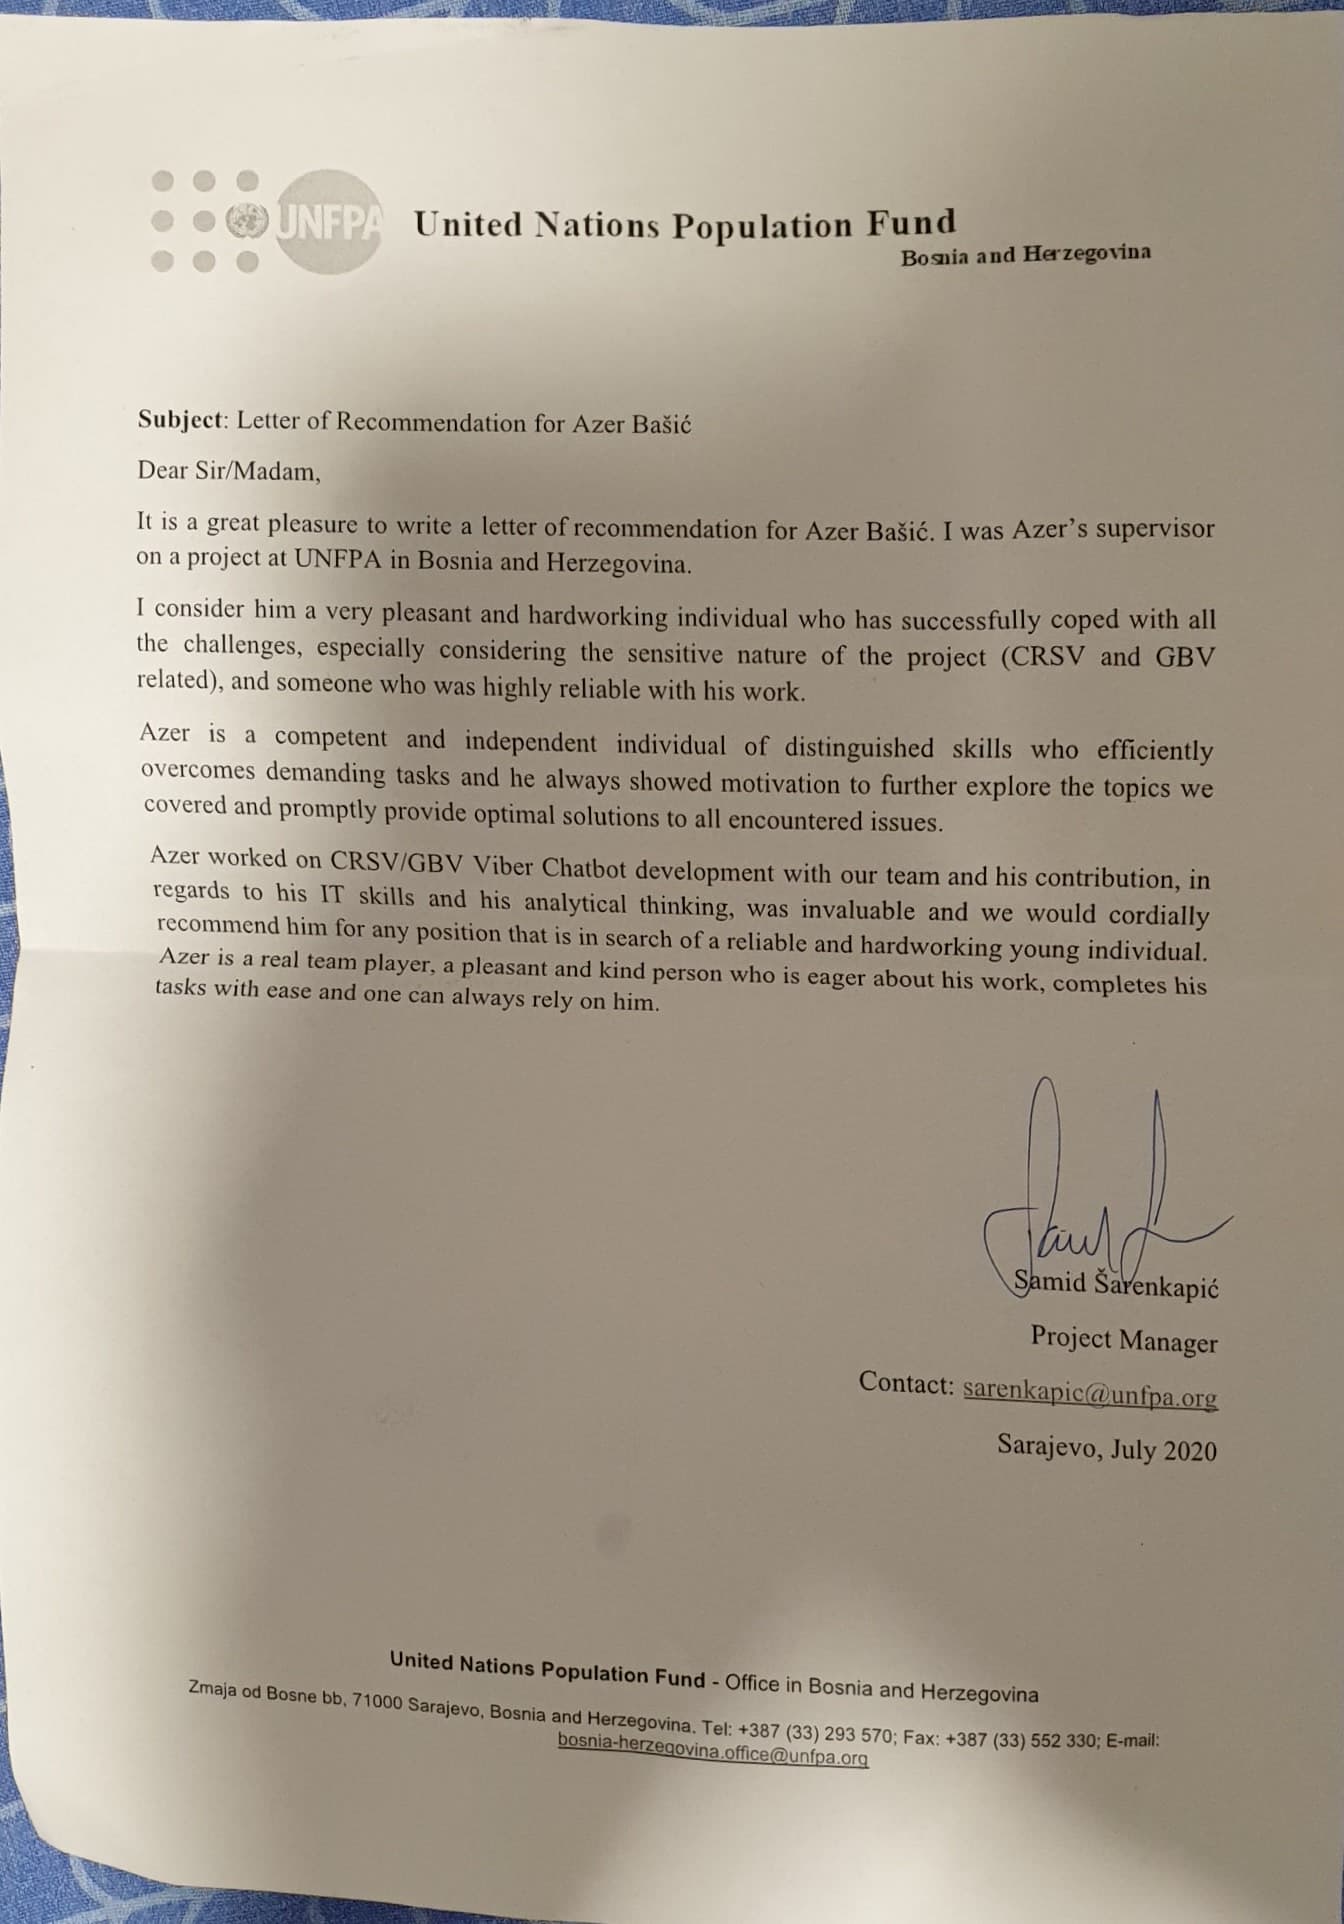 UNFPA
United Nations Population Fund
Bosnia and Herzegovina
Subject: Letter of Recommendation for Azer Bašić
Dear Sir/Madam,
It is a great pleasure to write a letter of recommendation for Azer Bašić. I was Azer's supervisor
on a project at UNFPA in Bosnia and Herzegovina.
I consider him a very pleasant and hardworking individual who has successfully coped with all
the challenges, especially considering the sensitive nature of the project (CRSV and GBV
related), and someone who was highly reliable with his work.
Azer is a competent and independent individual of distinguished skills who efficiently
overcomes demanding tasks and he always showed motivation to further explore the topics we
covered and promptly provide optimal solutions to all encountered issues.
Azer worked on CRSV/GBV Viber Chatbot development with our team and his contribution, in
regards to his IT skills and his analytical thinking, was invaluable and we would cordially
recommend him for any position that is in search of a reliable and hardworking young individual.
Azer is a real team player, a pleasant and kind person who is eager about his work, completes his
tasks with ease and one can always rely on him.
Samid Šarenkapić
Project Manager
Contact: sarenkapic@unfpa.org
Sarajevo, July 2020
United Nations Population Fund - Office in Bosnia and Herzegovina
Zmaja od Bosne bb, 71000 Sarajevo, Bosnia and Herzegovina. Tel: +387 (33) 293 570; Fax: +387 (33) 552 330; E-mail:
bosnia-herzegovina.office@unfpa.org